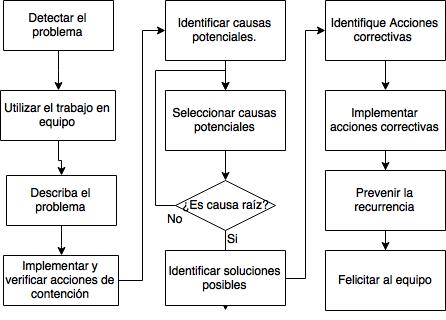 Detectar el
problema
Utilizar el trabajo en
equipo
Describa el
problema
Implementar y
verificar acciones de
contención
Identificar causas
potenciales.
Seleccionar causas
potenciales
¿Es causa raíz?
No
Si
Identificar soluciones
posibles
Identifique Acciones
correctivas
Implementar
acciones correctivas
Prevenir la
recurrencia
Felicitar al equipo